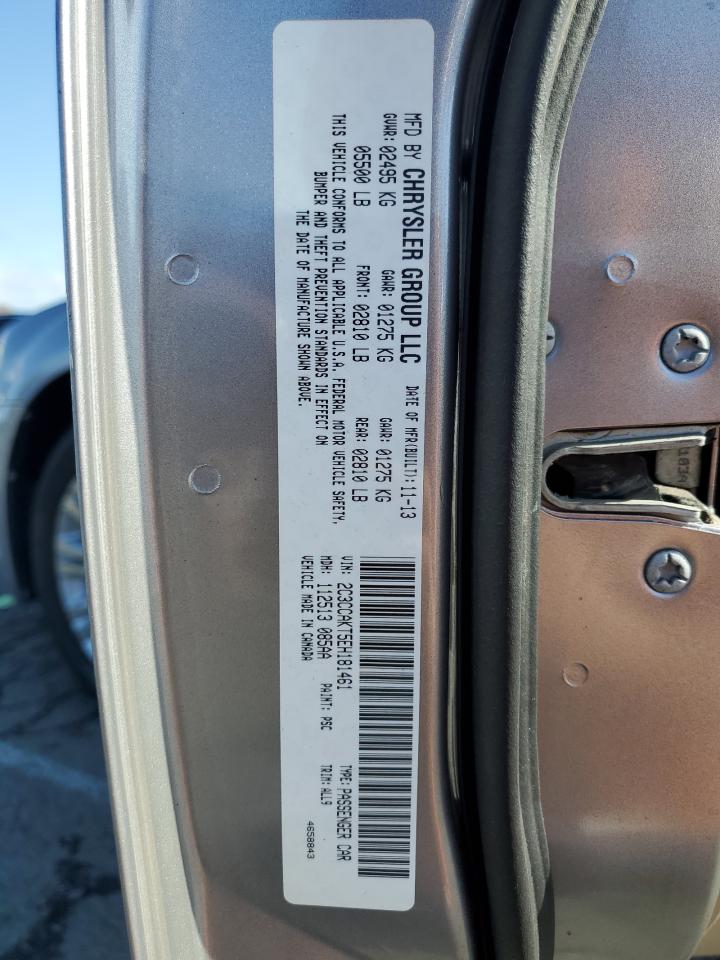 MFD BY CHRYSLER GROUP LLC
DATE OF MFR(BUILT): 11-13
GVWR: 02495 KG GAWR: 01275 KG GAWR: 01275 KG
05500 LB FRONT: 02810 LB REAR: 02810 LB
THIS VEHICLE CONFORMS TO ALL APPLICABLE U.S.A. FEDERAL MOTOR VEHICLE SAFETY,
BUMPER AND THEFT PREVENTION STANDARDS IN EFFECT ON
THE DATE OF MANUFACTURE SHOWN ABOVE.
VIN: 2C3CCAKT5EH181461 TYPE: PASSENGER CAR
MDH: 112513 085AA PAINT: PSC TRIM: ALL9
VEHICLE MADE IN CANADA
4658843